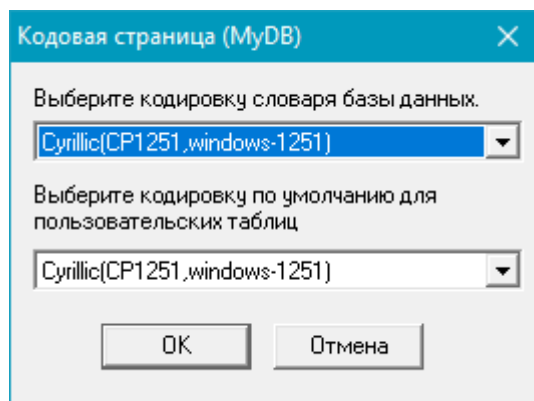 Кодовая страница (MyDB)
Выберите кодировку словаря базы данных.
Cyrillic(CP1251,windows-1251)
Выберите кодировку по умолчанию для
пользовательских таблиц
Cyrillic(CP1251,windows-1251)
OK
Отмена